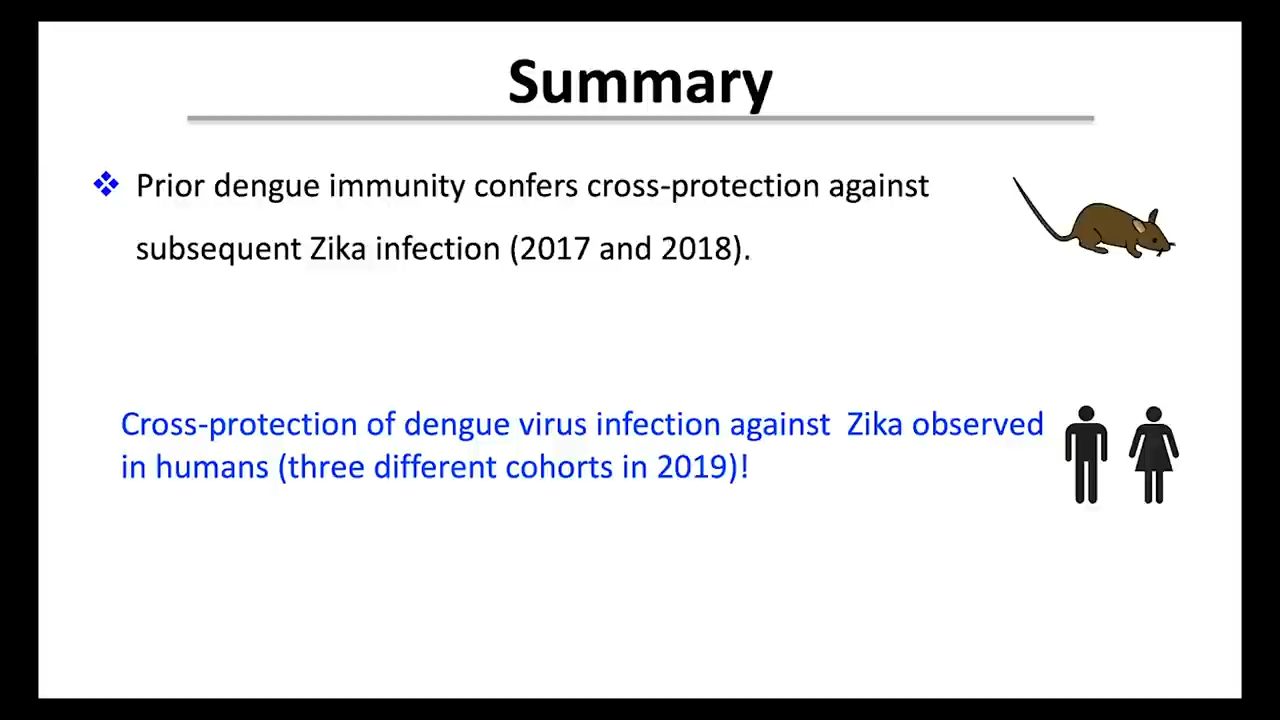 Summary
Prior dengue immunity confers cross-protection against
subsequent Zika infection (2017 and 2018).
Cross-protection of dengue virus infection against  Zika observed
in humans (three different cohorts in 2019)!